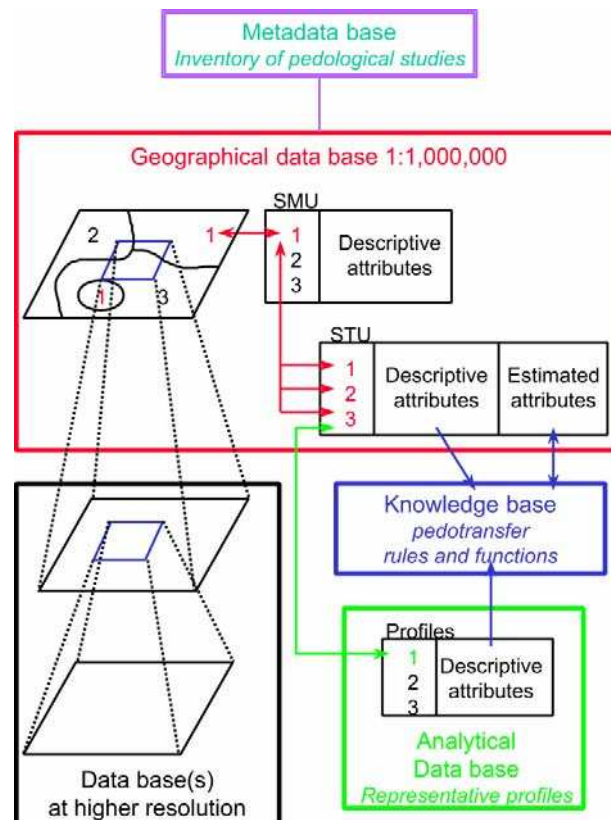 Metadata base
Inventory of pedological studies
Geographical data base 1:1,000,000
SMU
2
1
1
Descriptive
attributes
2
3
1
3
STU
1
Descriptive
attributes
Estimated
attributes
2
3
Knowledge base
pedotransfer
rules and functions
Profiles
1
Descriptive
attributes
2
3
Analytical
Data base
Representative profiles
Data base(s)
at higher resolution